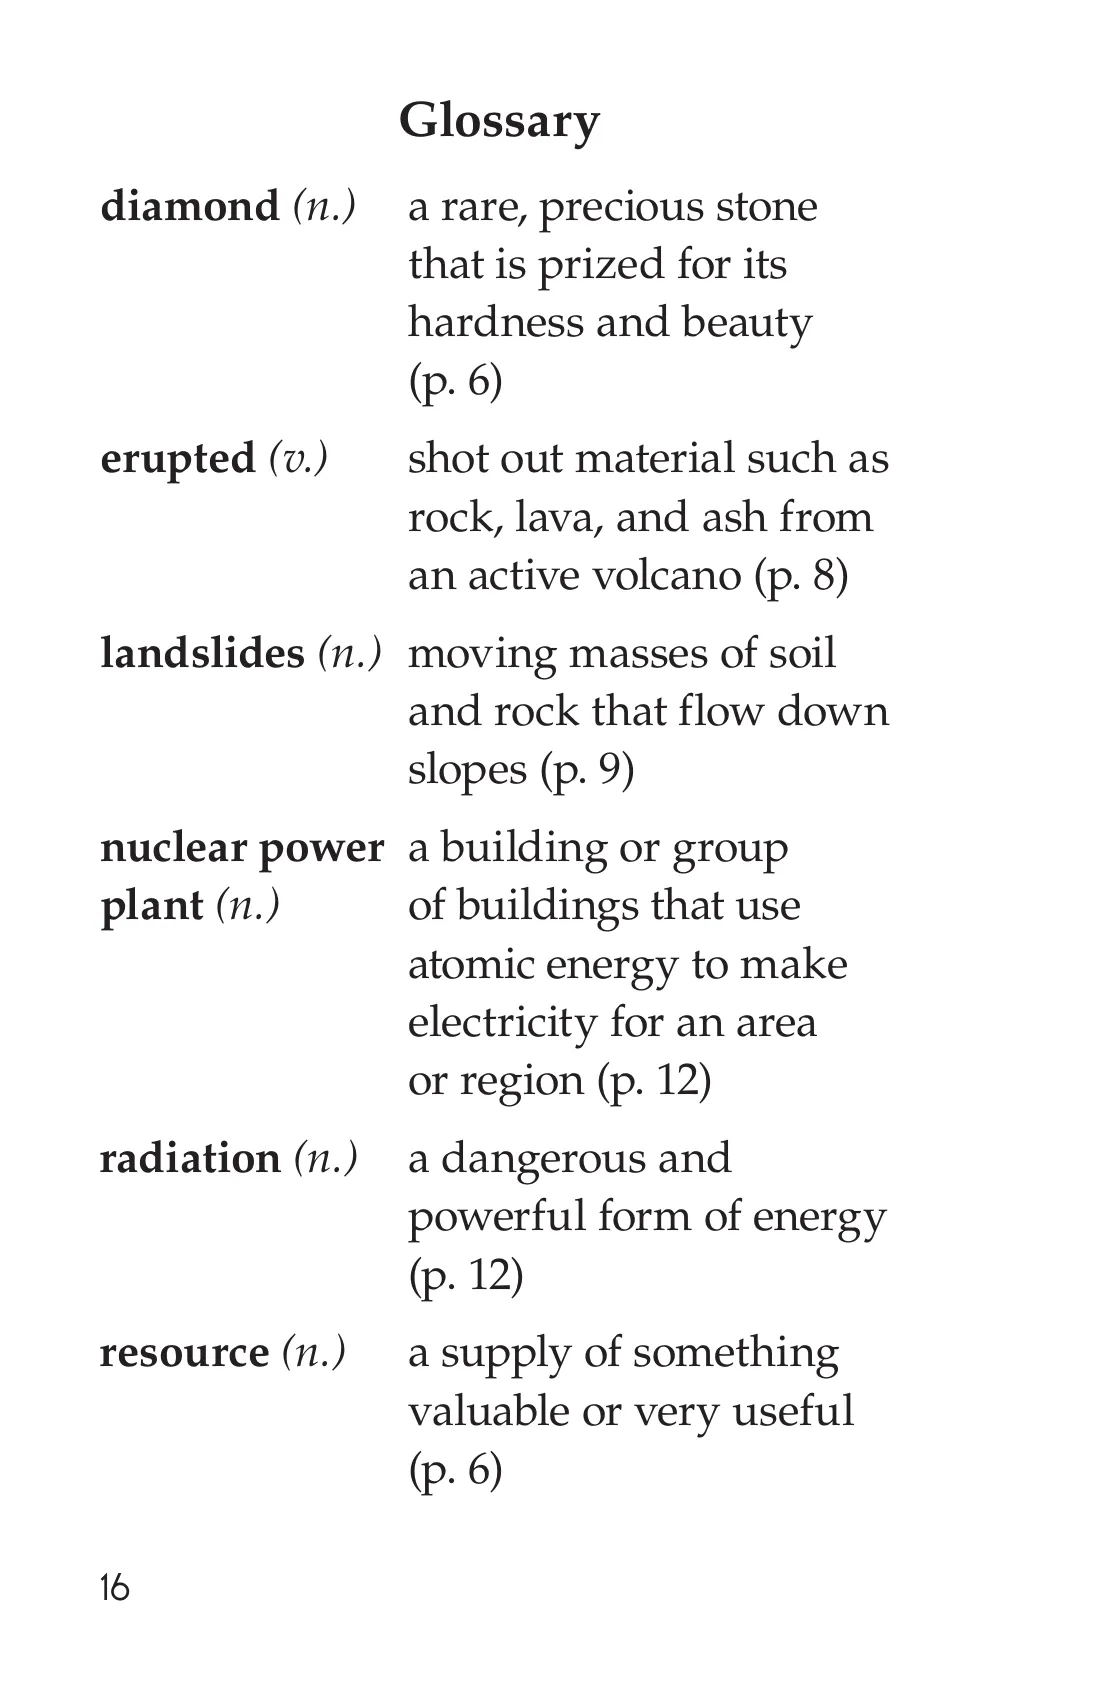 Glossary
diamond (n.) a rare, precious stone
that is prized for its
hardness and beauty
(p. 6)
erupted (v.) shot out material such as
rock, lava, and ash from
an active volcano (p. 8)
landslides (n.) moving masses of soil
and rock that flow down
slopes (p. 9)
nuclear power a building or group
plant (n.) of buildings that use
atomic energy to make
electricity for an area
or region (p. 12)
radiation (n.) a dangerous and
powerful form of energy
(p. 12)
resource (n.) a supply of something
valuable or very useful
(p. 6)
16